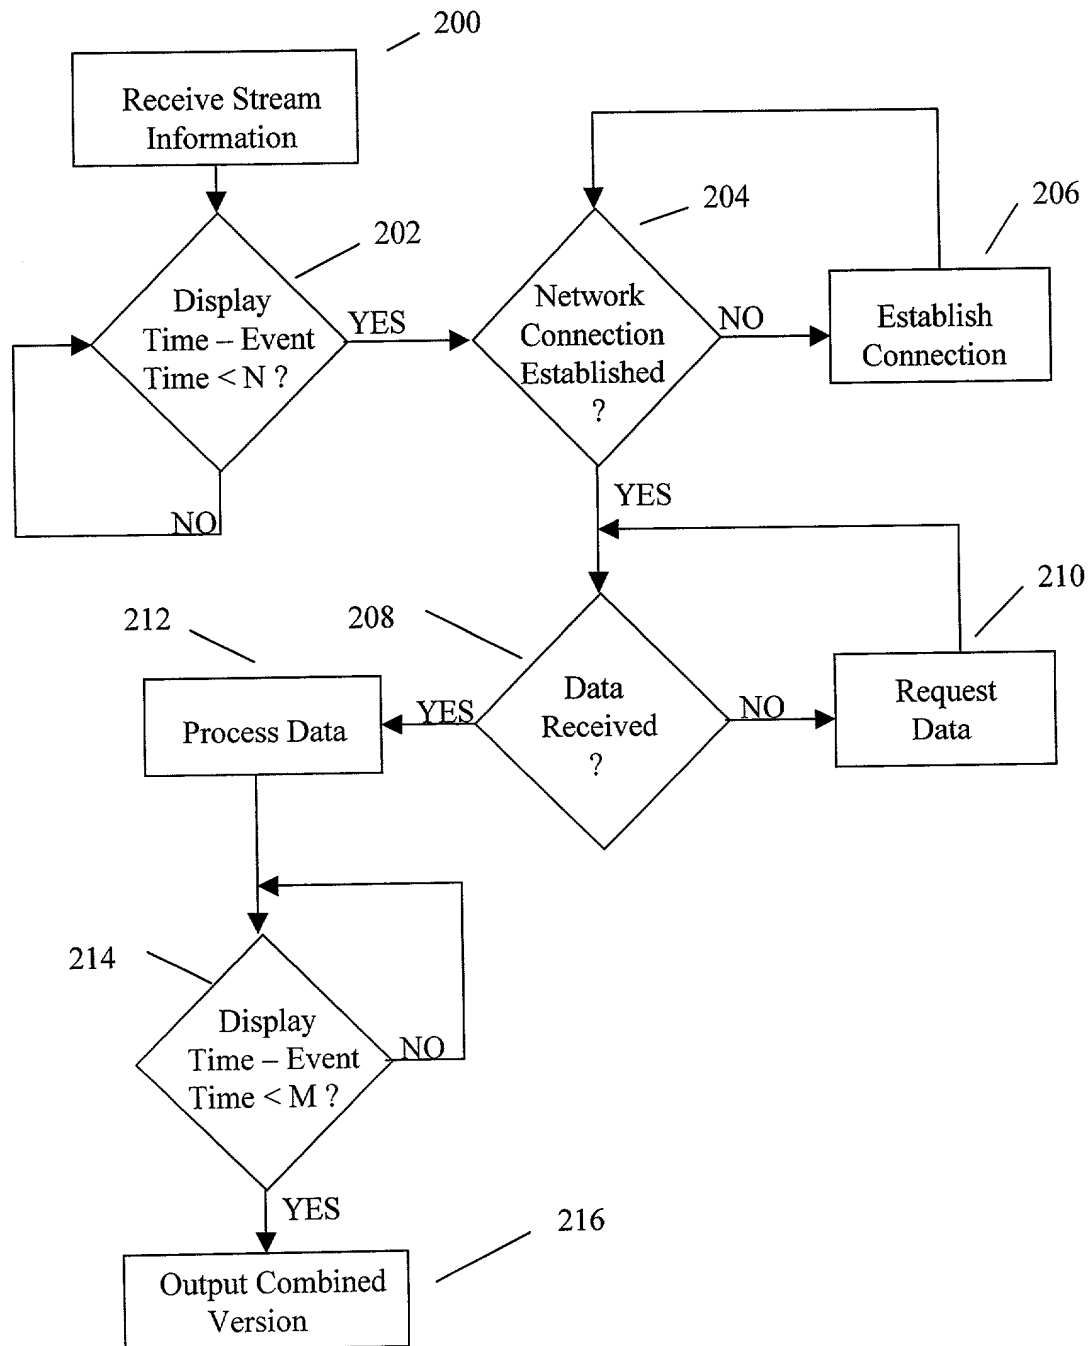 200
Receive Stream
Information
202
Display
Time – Event
Time < N ?
YES
NO
204
Network
Connection
Established
?
NO
YES
206
Establish
Connection
208
Data
Received
?
NO
YES
210
Request
Data
212
Process Data
214
Display
Time – Event
Time < M ?
NO
YES
216
Output Combined
Version